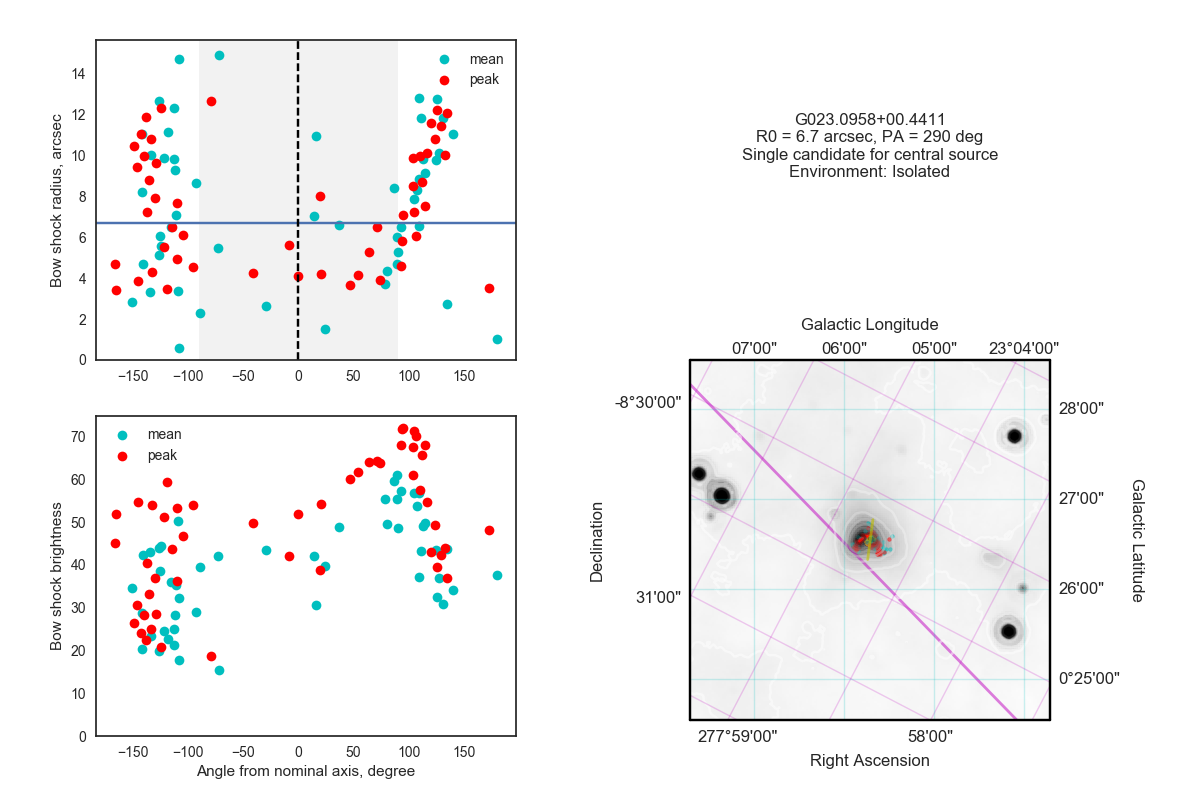 14
12
10
8
6
4
2
0
Bow shock radius, arcsec
mean
peak
−150
−100
−50
0
50
100
150
70
60
50
40
30
20
10
0
Bow shock brightness
mean
peak
−150
−100
−50
0
50
100
150
Angle from nominal axis, degree
G023.0958+00.4411
R0 = 6.7 arcsec, PA = 290 deg
Single candidate for central source
Environment: Isolated
Galactic Longitude
07'00" 06'00" 05'00" 23°04'00"
-8°30'00"
31'00"
Declination
28'00"
27'00"
26'00"
0°25'00"
Galactic Latitude
277°59'00" 58'00"
Right Ascension